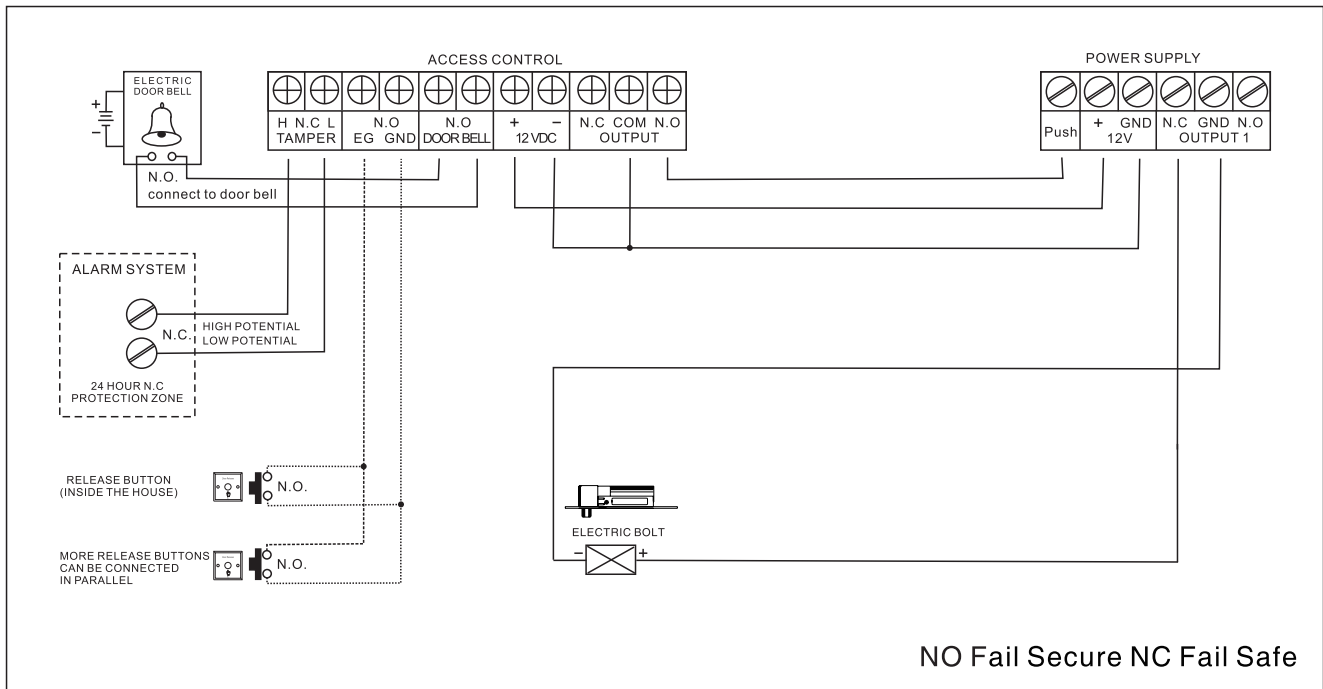 ACCESS CONTROL
POWER SUPPLY
ELECTRIC
DOOR BELL
+
−
H N.C L
TAMPER
N.O
EG GND
N.O
DOOR BELL
+ −
12 VDC
N.C COM N.O
OUTPUT
Push
+ GND
12V
N.C GND N.O
OUTPUT 1
N.O.
connect to door bell
ALARM SYSTEM
N.C.
HIGH POTENTIAL
LOW POTENTIAL
24 HOUR N.C
PROTECTION ZONE
RELEASE BUTTON
(INSIDE THE HOUSE)
N.O.
MORE RELEASE BUTTONS
CAN BE CONNECTED
IN PARALLEL
N.O.
ELECTRIC BOLT
− +
NO Fail Secure NC Fail Safe